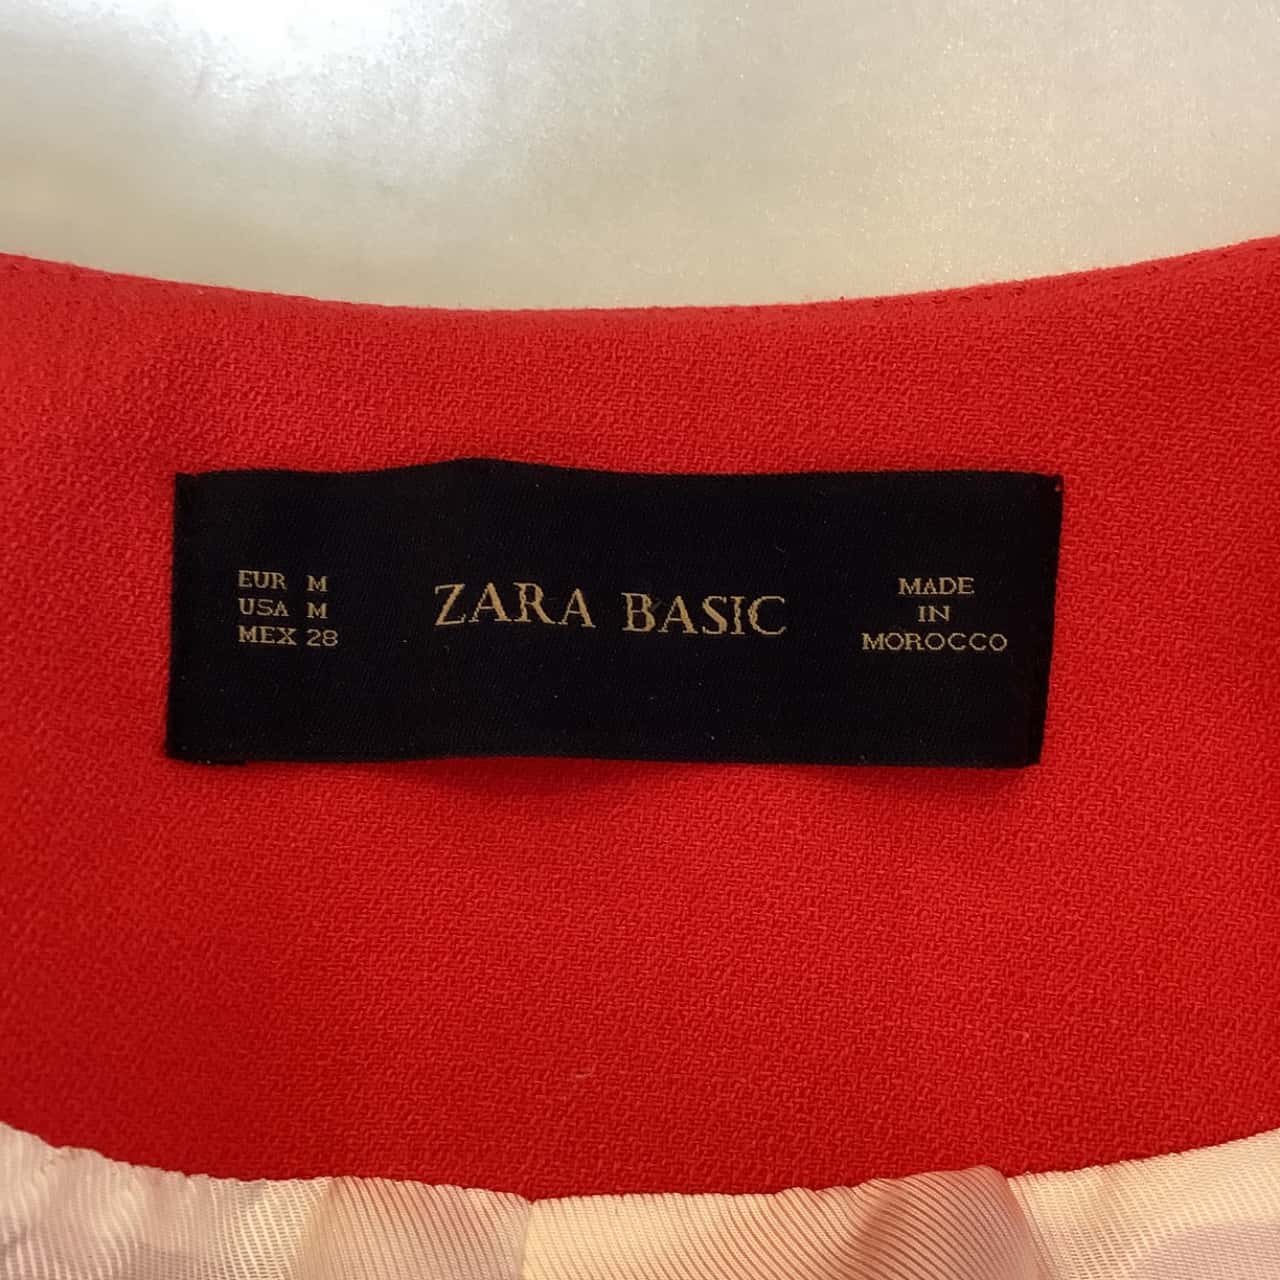 EUR M
USA M
MEX 28
ZARA BASIC
MADE
IN
MOROCCO